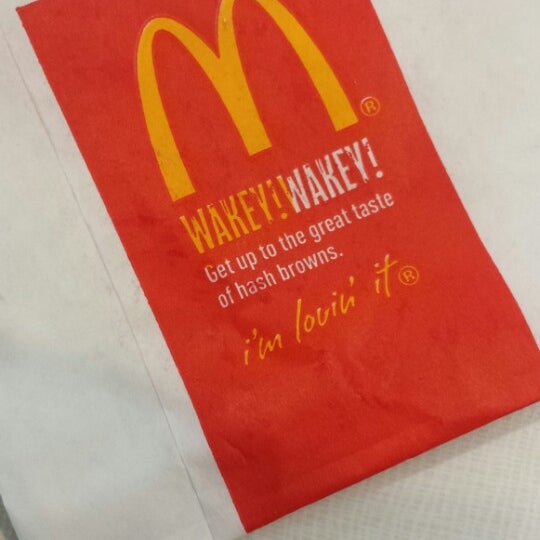 M®
WAKEY! WAKEY!
Get up to the great taste
of hash browns.
i'm lovin' it®